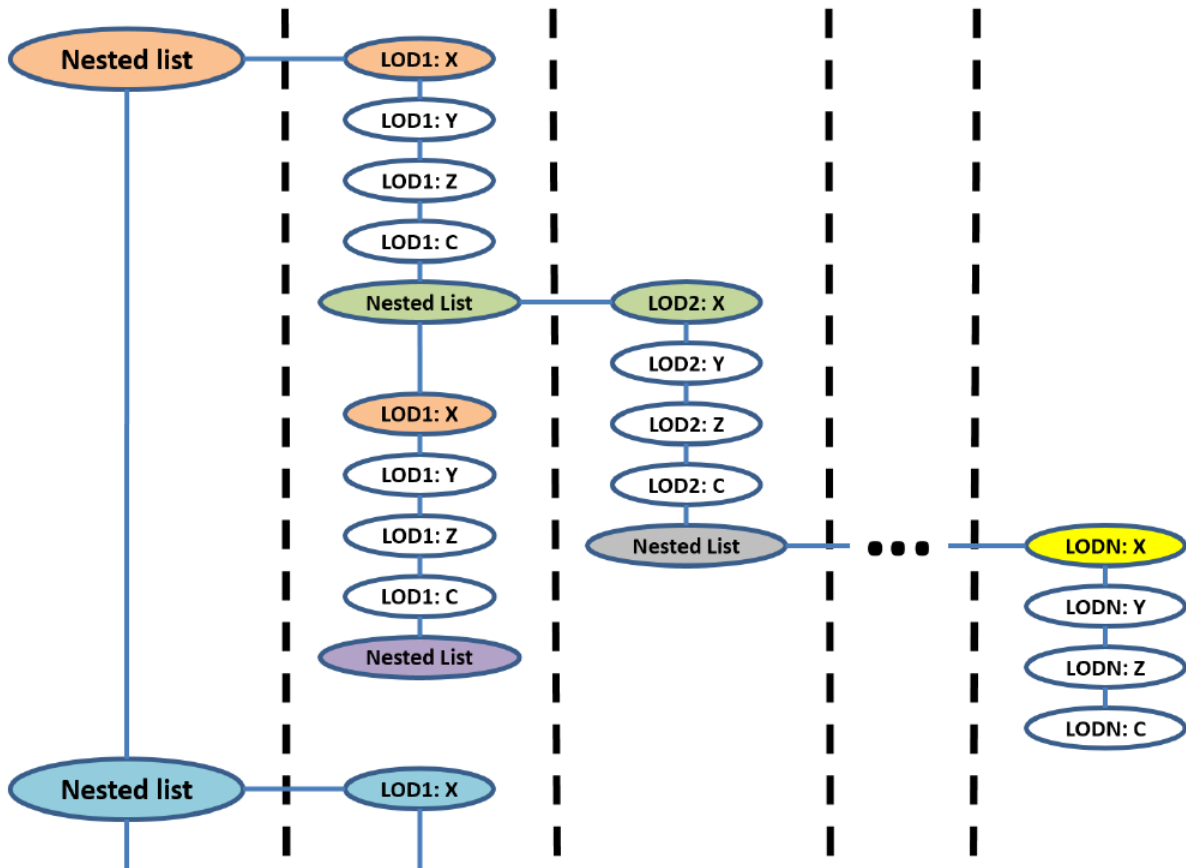 Nested list
LOD1: X
LOD1: Y
LOD1: Z
LOD1: C
Nested List
LOD2: X
LOD2: Y
LOD2: Z
LOD2: C
Nested List
...
LODN: X
LODN: Y
LODN: Z
LODN: C
LOD1: X
LOD1: Y
LOD1: Z
LOD1: C
Nested List
Nested list
LOD1: X